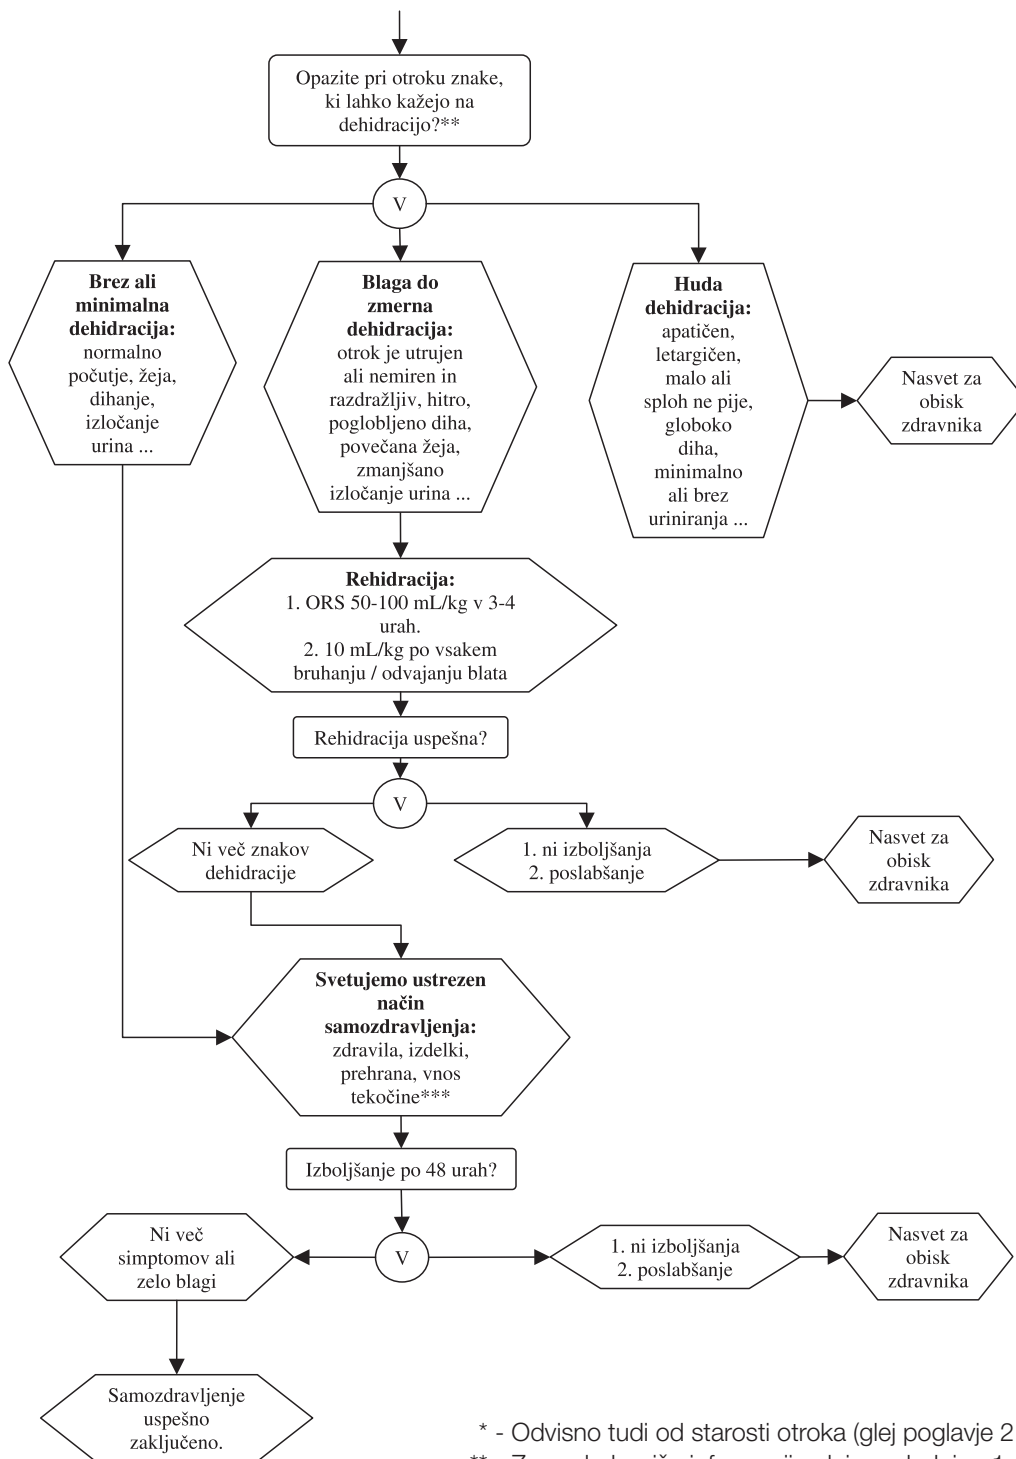 Opazite pri otroku znake,
ki lahko kažejo na
dehidracijo?**
V
Brez ali
minimalna
dehidracija:
normalno
počutje, žeja,
dihanje,
izločanje
urina ...
Blaga do
zmerna
dehidracija:
otrok je utrujen
ali nemiren in
razdražljiv, hitro,
poglobljeno diha,
povečana žeja,
zmanjšano
izločanje urina ...
Huda
dehidracija:
apatičen,
letargičen,
malo ali
sploh ne pije,
globoko
diha,
minimalno
ali brez
uriniranja ...
Nasvet za
obisk
zdravnika
Rehidracija:
1. ORS 50-100 mL/kg v 3-4
urah.
2. 10 mL/kg po vsakem
bruhanju / odvajanju blata
Rehidracija uspešna?
V
Ni več znakov
dehidracije
1. ni izboljšanja
2. poslabšanje
Nasvet za
obisk
zdravnika
Svetujemo ustrezen
način
samozdravljenja:
zdravila, izdelki,
prehrana, vnos
tekočine***
Izboljšanje po 48 urah?
V
Ni več
simptomov ali
zelo blagi
1. ni izboljšanja
2. poslabšanje
Nasvet za
obisk
zdravnika
Samozdravljenje
uspešno
zaključeno.
* - Odvisno tudi od starosti otroka (glej poglavje 2